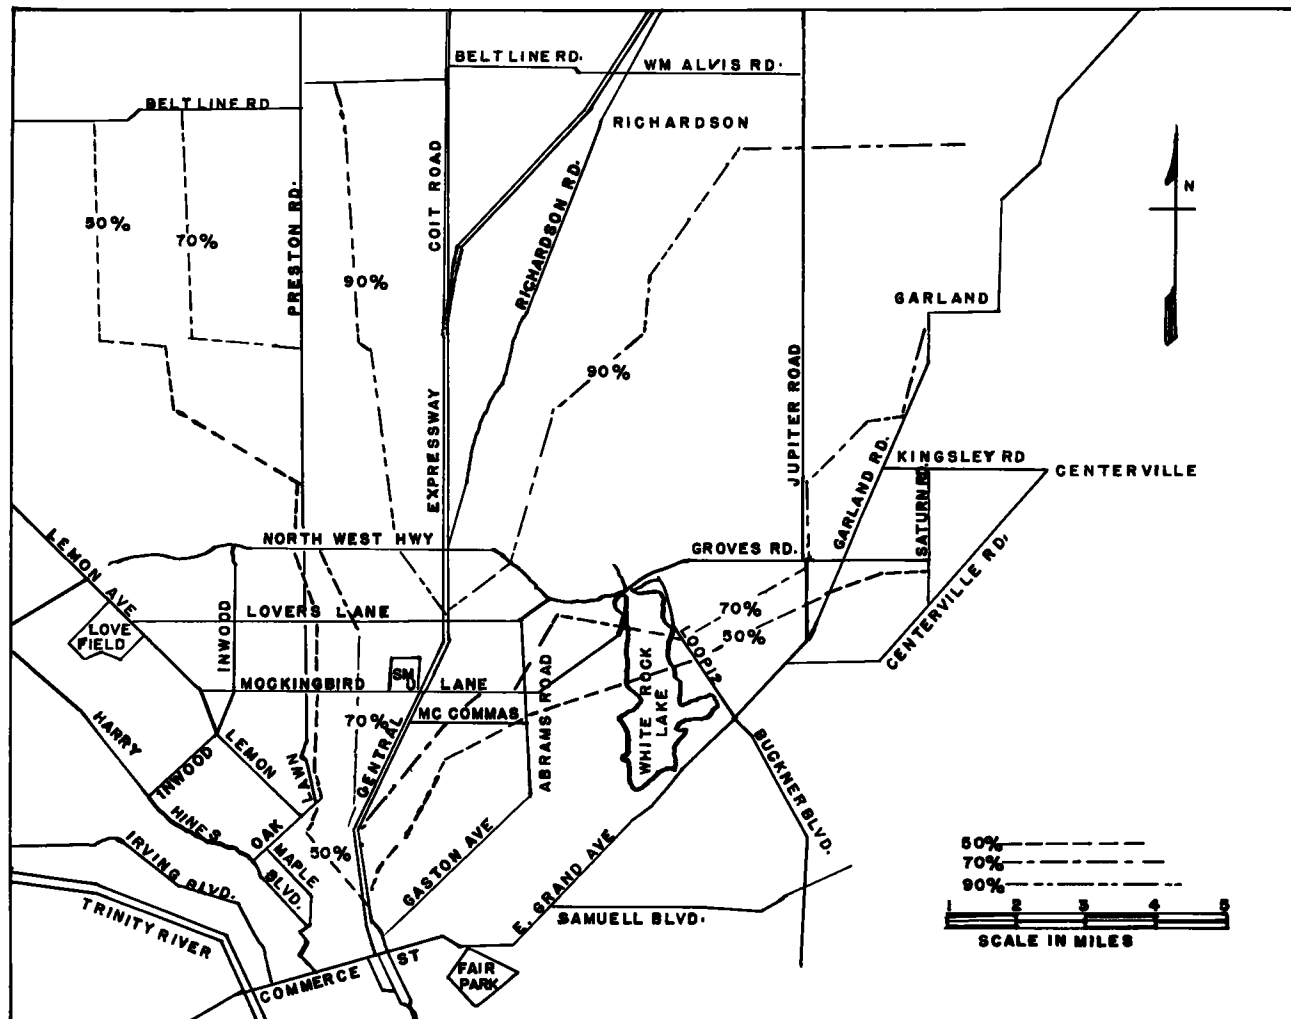 BELT LINE RD.
WM ALVIS RD.
BELT LINE RD
RICHARDSON
PRESTON RD.
COIT ROAD
RICHARDSON RD.
N
50%
70%
90%
GARLAND
90%
EXPRESSWAY
JUPITER ROAD
GARLAND RD.
KINGSLEY RD
CENTERVILLE
SATURN RD.
NORTH WEST HWY
GROVES RD.
CENTERVILLE RD.
LEMON AVE
LOVE
FIELD
INWOOD
LOVERS LANE
70%
50%
LOOP 12
SMU
MOCKINGBIRD LANE
MC COMMAS
ABRAMS ROAD
WHITE ROCK
LAKE
70%
CENTRAL
HARRY
HINES
INWOOD
LEMON
LAWN
OAK
MAPLE
BLVD.
50%
GASTON AVE
E. GRAND AVE
BUCKNER BLVD.
IRVING BLVD.
TRINITY RIVER
SAMUELL BLVD.
COMMERCE ST
FAIR
PARK
50%
70%
90%
1 2 3 4 5
SCALE IN MILES